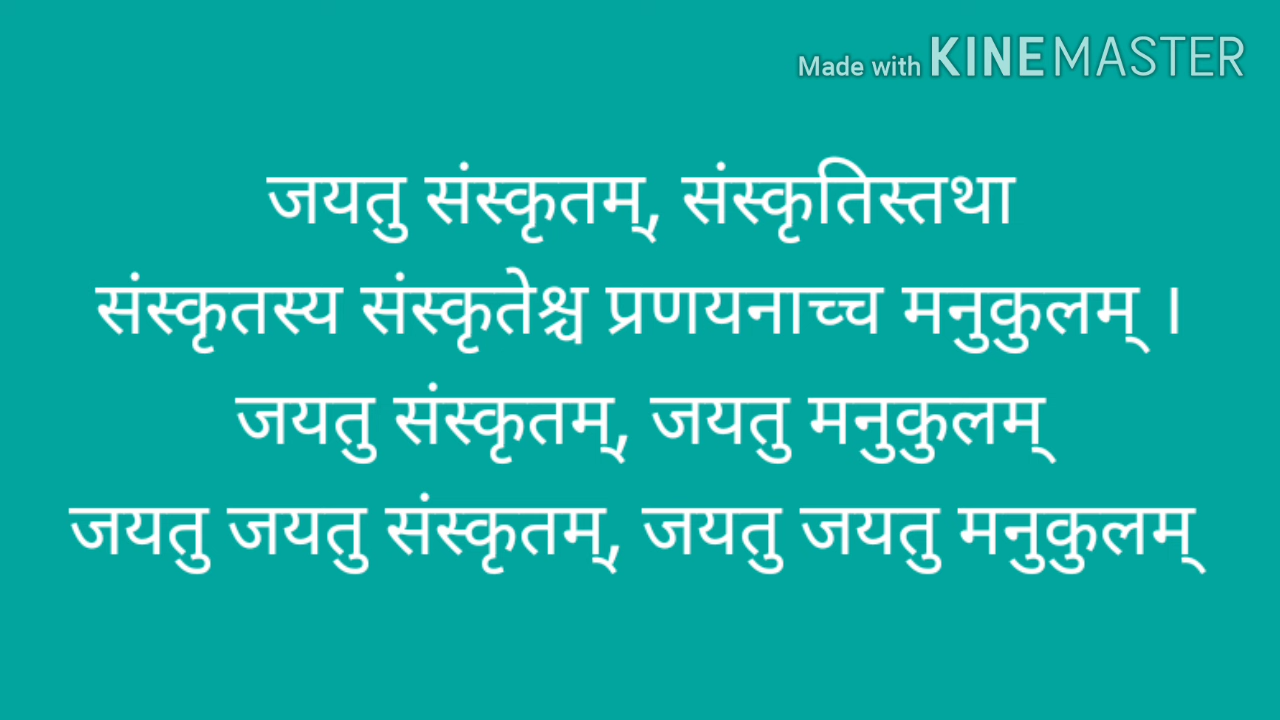 Made with KINEMASTER
जयतु संस्कृतम्, संस्कृतिस्तथा
संस्कृतस्य संस्कृतेश्च प्रणयनाच्च मनुकुलम् ।
जयतु संस्कृतम्, जयतु मनुकुलम्
जयतु जयतु संस्कृतम्, जयतु जयतु मनुकुलम्